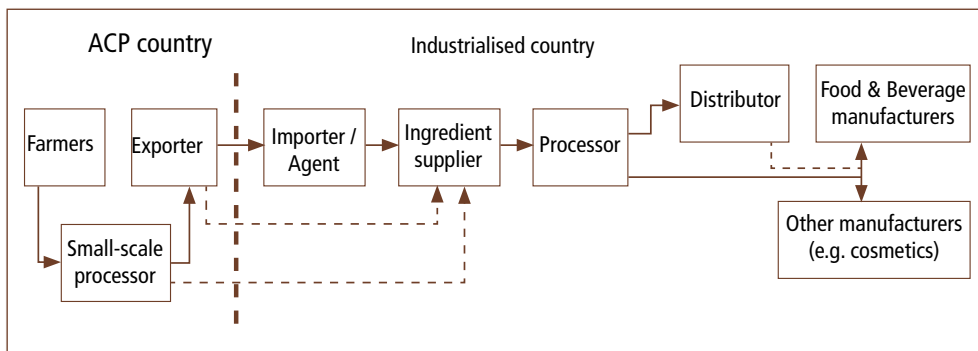 ACP country
Industrialised country
Farmers
Exporter
Importer /
Agent
Ingredient
supplier
Processor
Distributor
Food & Beverage
manufacturers
Small-scale
processor
Other manufacturers
(e.g. cosmetics)